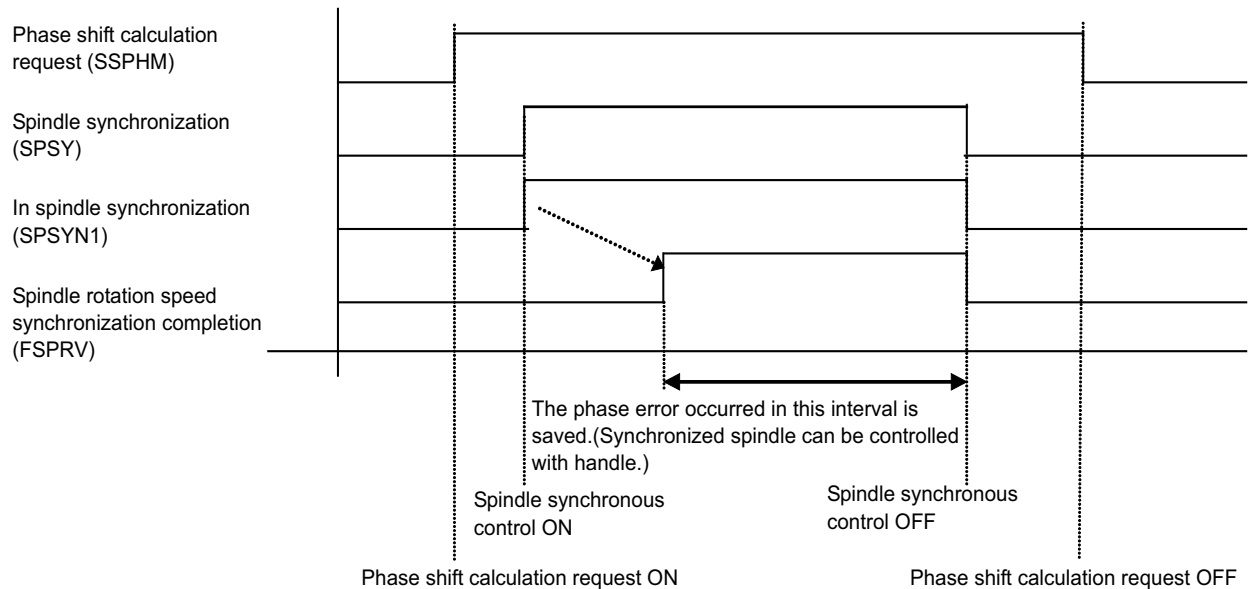 Phase shift calculation
request (SSPHM)
Spindle synchronization
(SPSY)
In spindle synchronization
(SPSYN1)
Spindle rotation speed
synchronization completion
(FSPRV)
The phase error occurred in this interval is
saved.(Synchronized spindle can be controlled
with handle.)
Spindle synchronous
control ON
Spindle synchronous
control OFF
Phase shift calculation request ON
Phase shift calculation request OFF